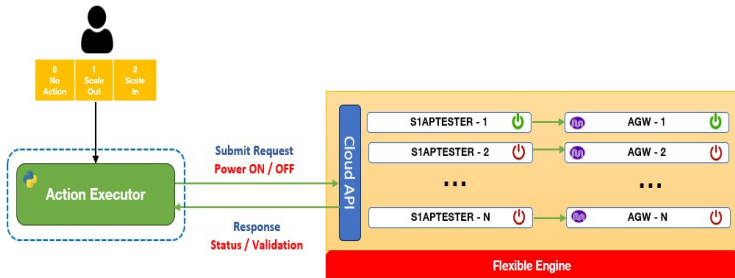 0
No
Action
1
Scale
Out
2
Scale
In
Action Executor
Submit Request
Power ON / OFF
Response
Status / Validation
Cloud API
S1APTESTER - 1
AGW - 1
S1APTESTER - 2
AGW - 2
...
...
S1APTESTER - N
AGW - N
Flexible Engine